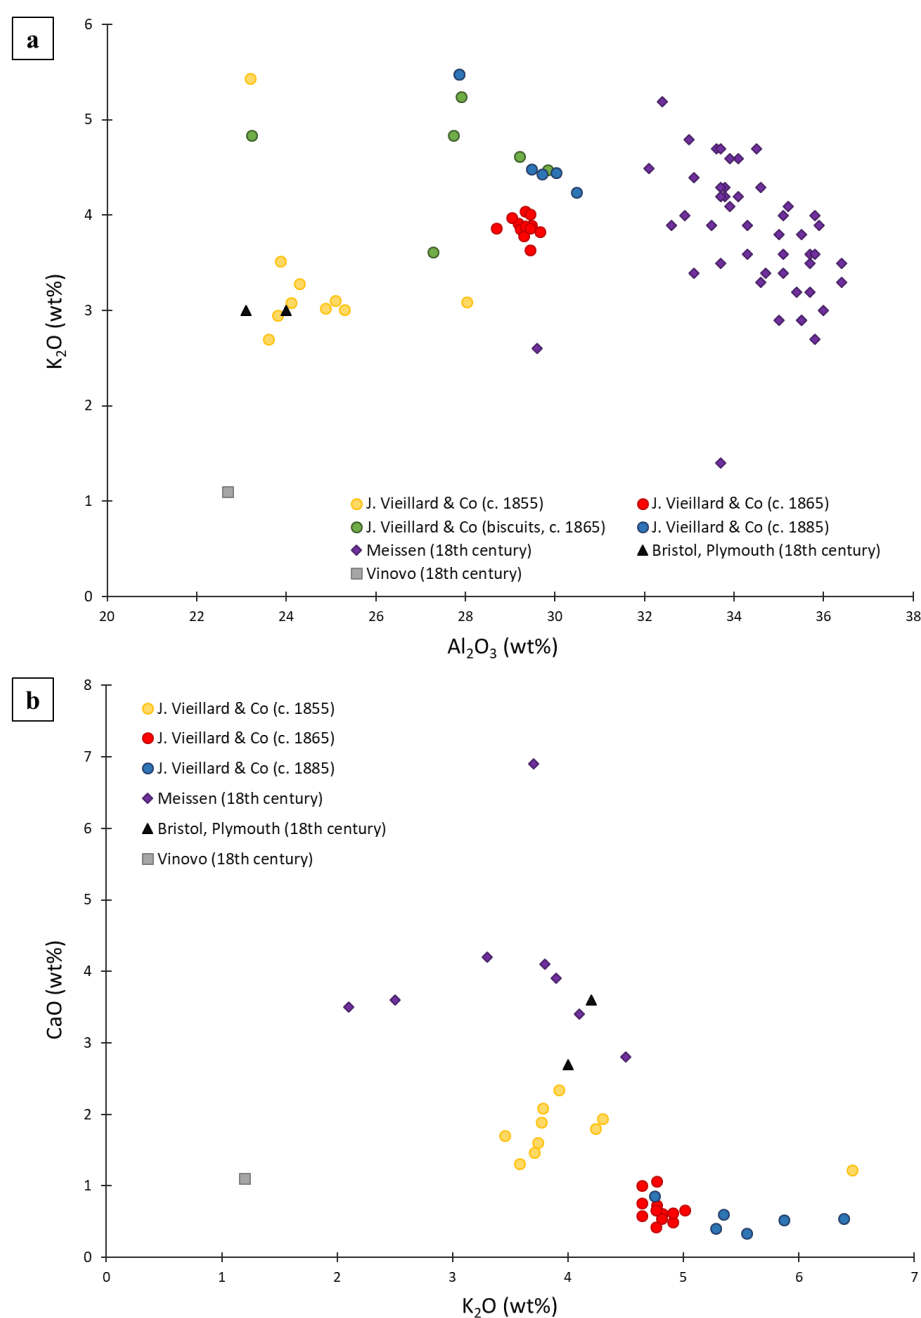 a
6
5
4
3
2
1
0
K₂O (wt%)
J. Vieillard & Co (c. 1855)
J. Vieillard & Co (c. 1865)
J. Vieillard & Co (biscuits, c. 1865)
J. Vieillard & Co (c. 1885)
Meissen (18th century)
Bristol, Plymouth (18th century)
Vinovo (18th century)
20 22 24 26 28 30 32 34 36 38
Al₂O₃ (wt%)
b
8
7
6
5
4
3
2
1
0
CaO (wt%)
J. Vieillard & Co (c. 1855)
J. Vieillard & Co (c. 1865)
J. Vieillard & Co (c. 1885)
Meissen (18th century)
Bristol, Plymouth (18th century)
Vinovo (18th century)
0 1 2 3 4 5 6 7
K₂O (wt%)